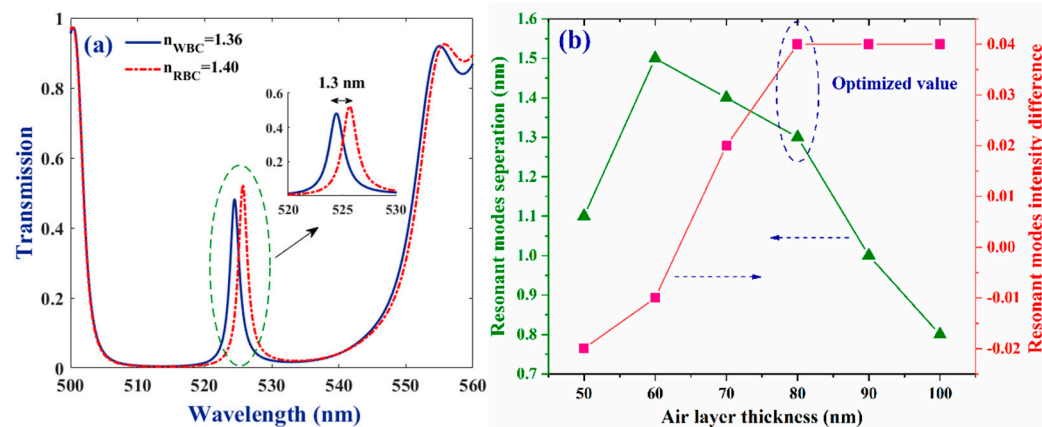 (a)
n_WBC=1.36
n_RBC=1.40
1.3 nm
0.6
0.4
0.2
520 525 530
1
0.8
0.6
0.4
0.2
0
500 510 520 530 540 550 560
Transmission
Wavelength (nm)
(b)
Optimized value
1.6
1.5
1.4
1.3
1.2
1.1
1.0
0.9
0.8
0.7
Resonant modes seperation (nm)
0.04
0.03
0.02
0.01
0.00
-0.01
-0.02
Resonant modes intensity difference
50 60 70 80 90 100
Air layer thickness (nm)